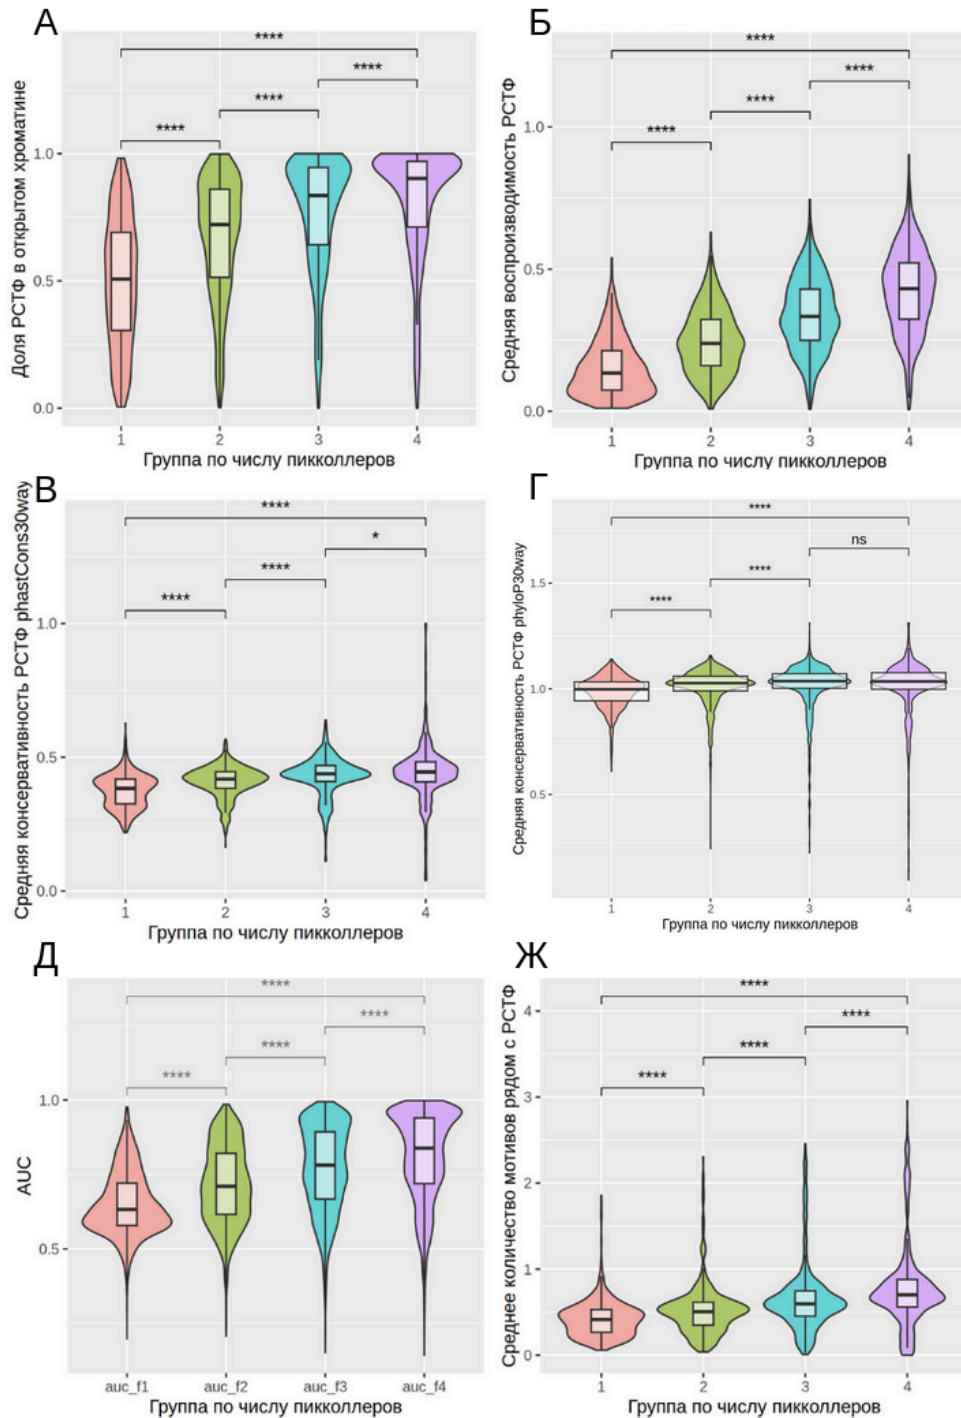 А
****
****
****
****
1.0
0.5
0.0
Доля РСТФ в открытом хроматине
1 2 3 4
Группа по числу пикколлеров
Б
****
****
****
****
1.0
0.5
0.0
Средняя воспроизводимость РСТФ
1 2 3 4
Группа по числу пикколлеров
В
****
*
****
****
1.0
0.5
0.0
Средняя консервативность РСТФ phastCons30way
1 2 3 4
Группа по числу пикколлеров
Г
****
ns
****
****
1.5
1.0
0.5
Средняя консервативность РСТФ phyloP30way
1 2 3 4
Группа по числу пикколлеров
Д
****
****
****
****
1.0
0.5
AUC
auc_f1 auc_f2 auc_f3 auc_f4
Группа по числу пикколлеров
Ж
****
****
****
****
4
3
2
1
0
Среднее количество мотивов рядом с РСТФ
1 2 3 4
Группа по числу пикколлеров